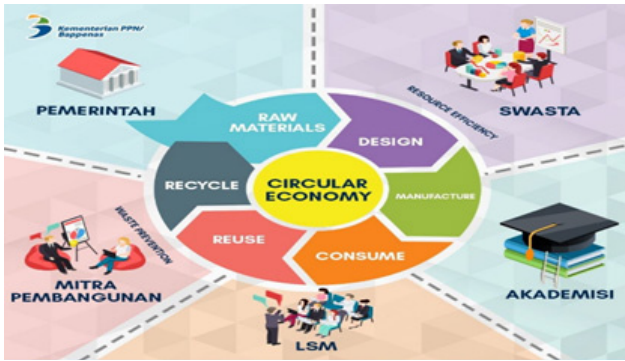 Kementerian PPN/
Bappenas
PEMERINTAH
SWASTA
RESOURCE EFFICIENCY
RAW
MATERIALS
DESIGN
RECYCLE
CIRCULAR
ECONOMY
MANUFACTURE
REUSE
CONSUME
WASTE PREVENTION
MITRA
PEMBANGUNAN
AKADEMISI
LSM